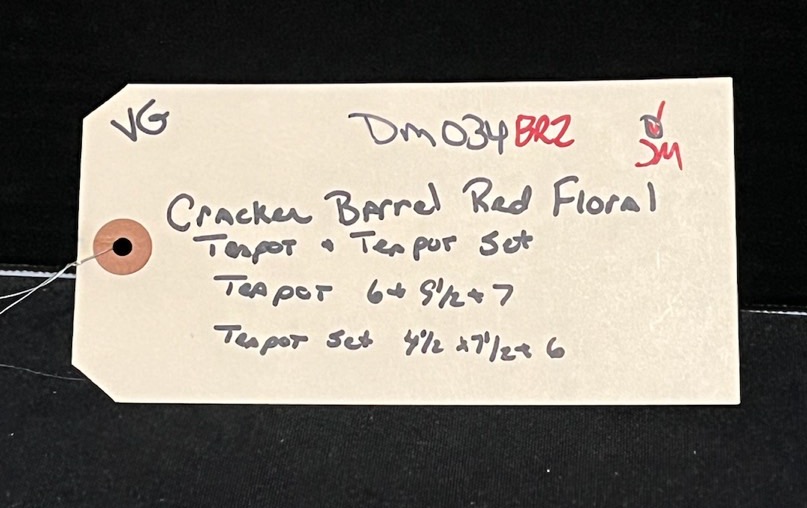 VG
Dm034 BRZ
JM
Cracker Barrel Red Floral
Teapot + Teapot Set
Teapot 6 x 9 1/2 x 7
Teapot Set 4 1/2 x 7 1/2 x 6